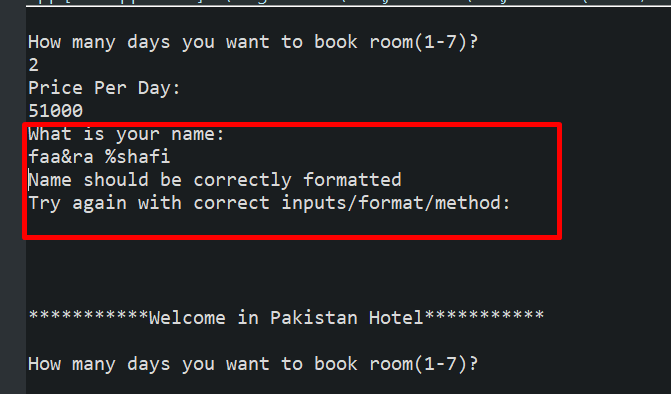 How many days you want to book room(1-7)?
2
Price Per Day:
51000
What is your name:
faa&ra %shafi
Name should be correctly formatted
Try again with correct inputs/format/method:
***********Welcome in Pakistan Hotel***********
How many days you want to book room(1-7)?